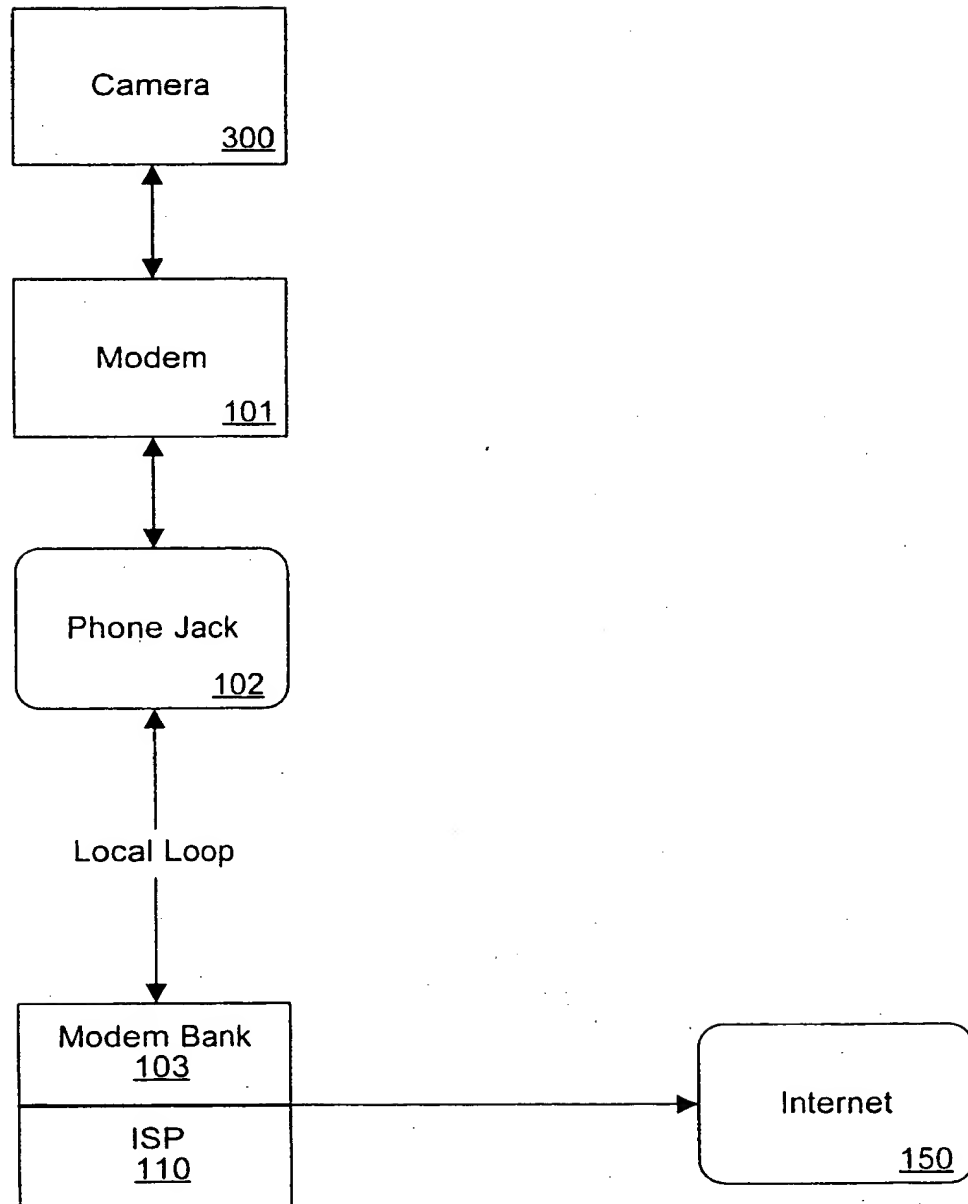 Camera
300
Modem
101
Phone Jack
102
Local Loop
Modem Bank
103
ISP
110
Internet
150